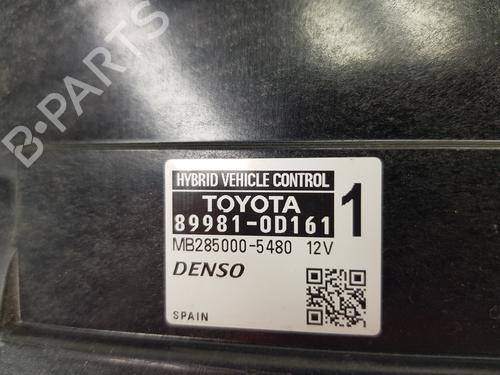 B-PARTS
HYBRID VEHICLE CONTROL
TOYOTA 1
89981-0D161
MB285000-5480 12V
DENSO
SPAIN